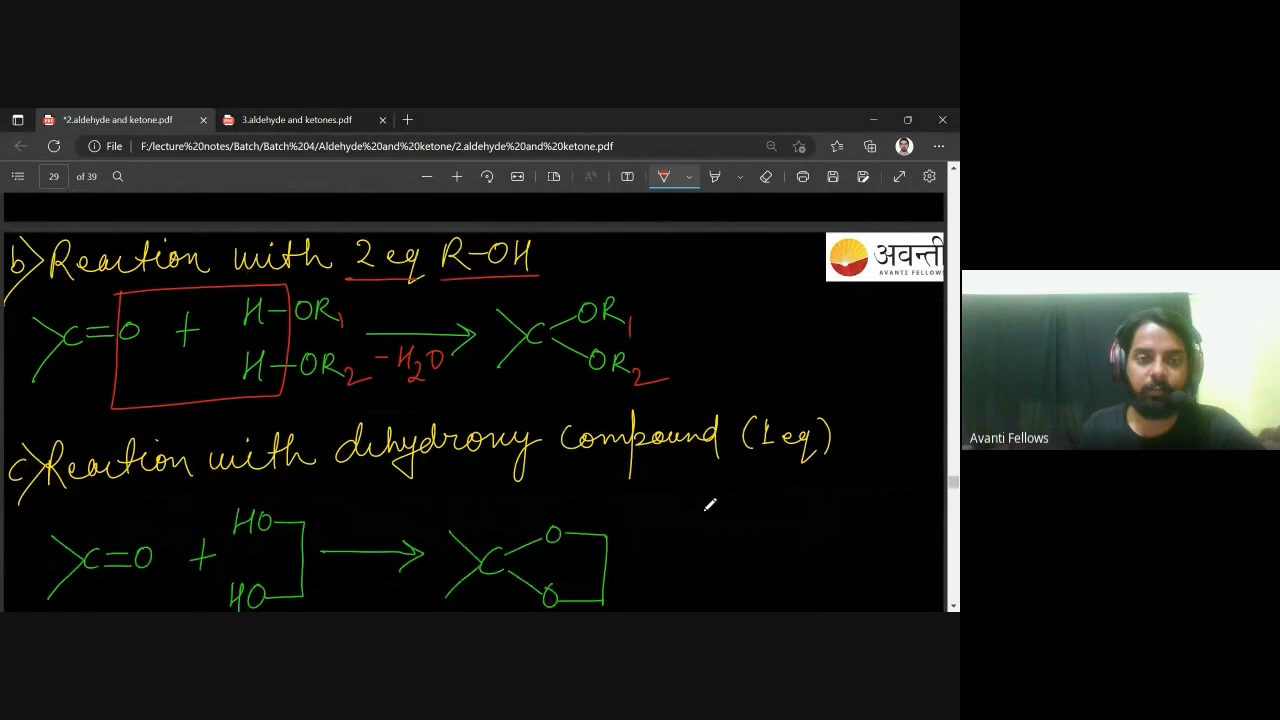 *2.aldehyde and ketone.pdf
3.aldehyde and ketones.pdf
File
F:/lecture%20notes/Batch/Batch%204/Aldehyde%20and%20ketone/2.aldehyde%20and%20ketone.pdf
29 of 39
b) Reaction with 2 eq R-OH
अवन्ती
AVANTI FELLOWS
C=O + H-OR1 C OR1
H-OR2 -H2O OR2
c) Reaction with dihydroxy compound (1 eq)
Avanti Fellows
C=O + HO C O
HO O